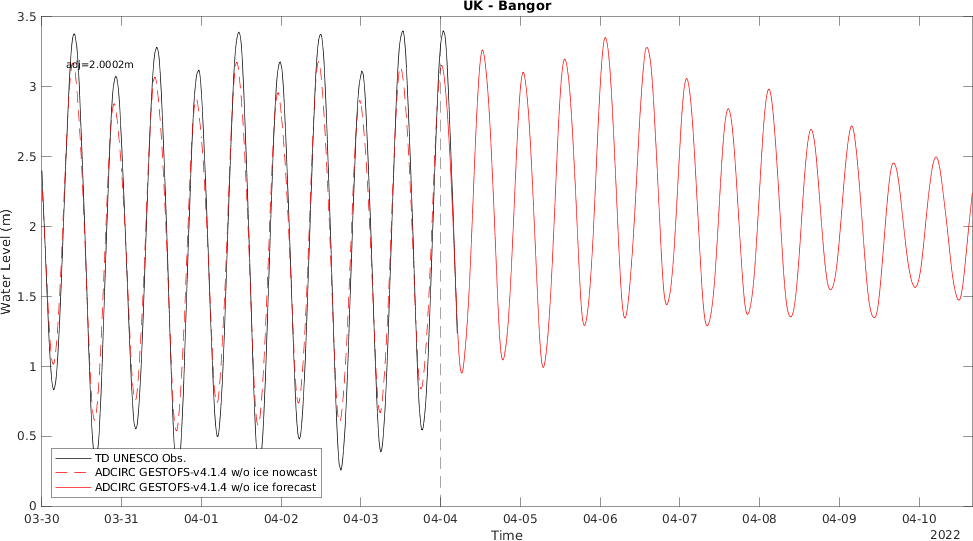 UK - Bangor
3.5
3
2.5
2
1.5
1
0.5
0
Water Level (m)
adj=2.0002m
TD UNESCO Obs.
ADCIRC GESTOFS-v4.1.4 w/o ice nowcast
ADCIRC GESTOFS-v4.1.4 w/o ice forecast
03-30 03-31 04-01 04-02 04-03 04-04 04-05 04-06 04-07 04-08 04-09 04-10
Time
2022